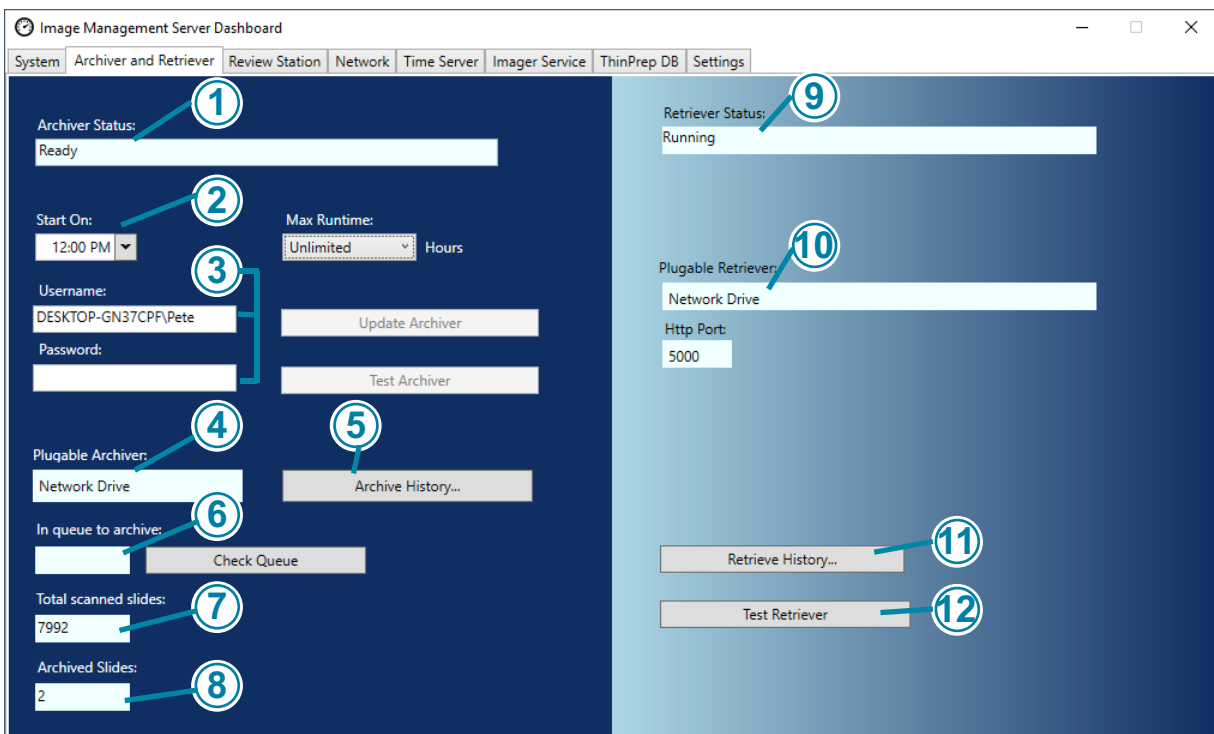 Image Management Server Dashboard
System Archiver and Retriever Review Station Network Time Server Imager Service ThinPrep DB Settings
1
Archiver Status:
Ready
2
Start On:
12:00 PM
Max Runtime:
Unlimited Hours
3
Username:
DESKTOP-GN37CPF\Pete
Update Archiver
Password:
Test Archiver
4
5
Plugable Archiver:
Network Drive
Archive History...
6
In queue to archive:
Check Queue
Total scanned slides:
7
7992
Archived Slides:
8
2
9
Retriever Status:
Running
10
Plugable Retriever:
Network Drive
Http Port:
5000
11
Retrieve History...
12
Test Retriever